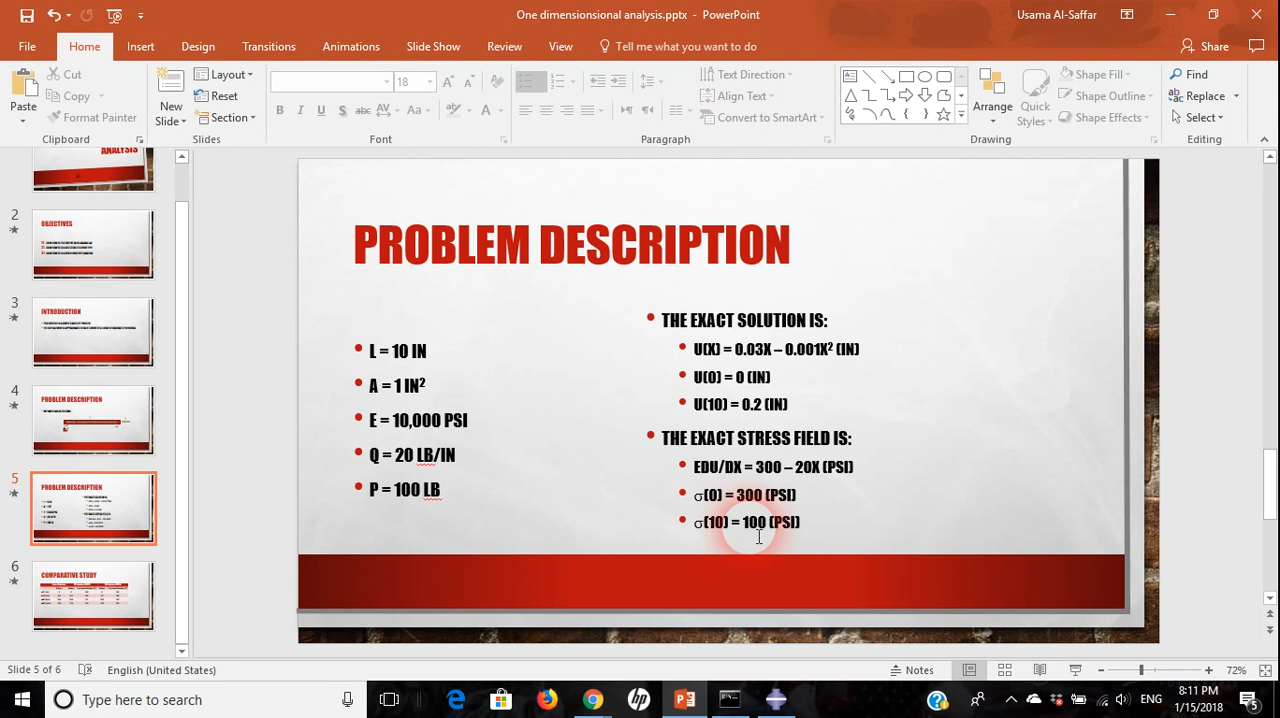 One dimensionsional analysis.pptx - PowerPoint
Usama Al-Saffar
File
Home
Insert
Design
Transitions
Animations
Slide Show
Review
View
Tell me what you want to do
Share
Paste
Cut
Copy
Format Painter
Clipboard
New Slide
Layout
Reset
Section
Slides
18
B I U S abc AV Aa A
Font
Text Direction
Align Text
Convert to SmartArt
Paragraph
Arrange
Quick Styles
Shape Fill
Shape Outline
Shape Effects
Drawing
Find
Replace
Select
Editing
ANALYSIS
2
OBJECTIVES
3
INTRODUCTION
4
PROBLEM DESCRIPTION
5
PROBLEM DESCRIPTION
6
COMPARATIVE STUDY
PROBLEM DESCRIPTION
• L = 10 IN
• A = 1 IN²
• E = 10,000 PSI
• Q = 20 LB/IN
• P = 100 LB
• THE EXACT SOLUTION IS:
• U(X) = 0.03X – 0.001X² (IN)
• U(0) = 0 (IN)
• U(10) = 0.2 (IN)
• THE EXACT STRESS FIELD IS:
• EDU/DX = 300 – 20X (PSI)
• σ(0) = 300 (PSI)
• σ(10) = 100 (PSI)
Slide 5 of 6
English (United States)
Notes
72%
Type here to search
ENG
8:11 PM
1/15/2018
5